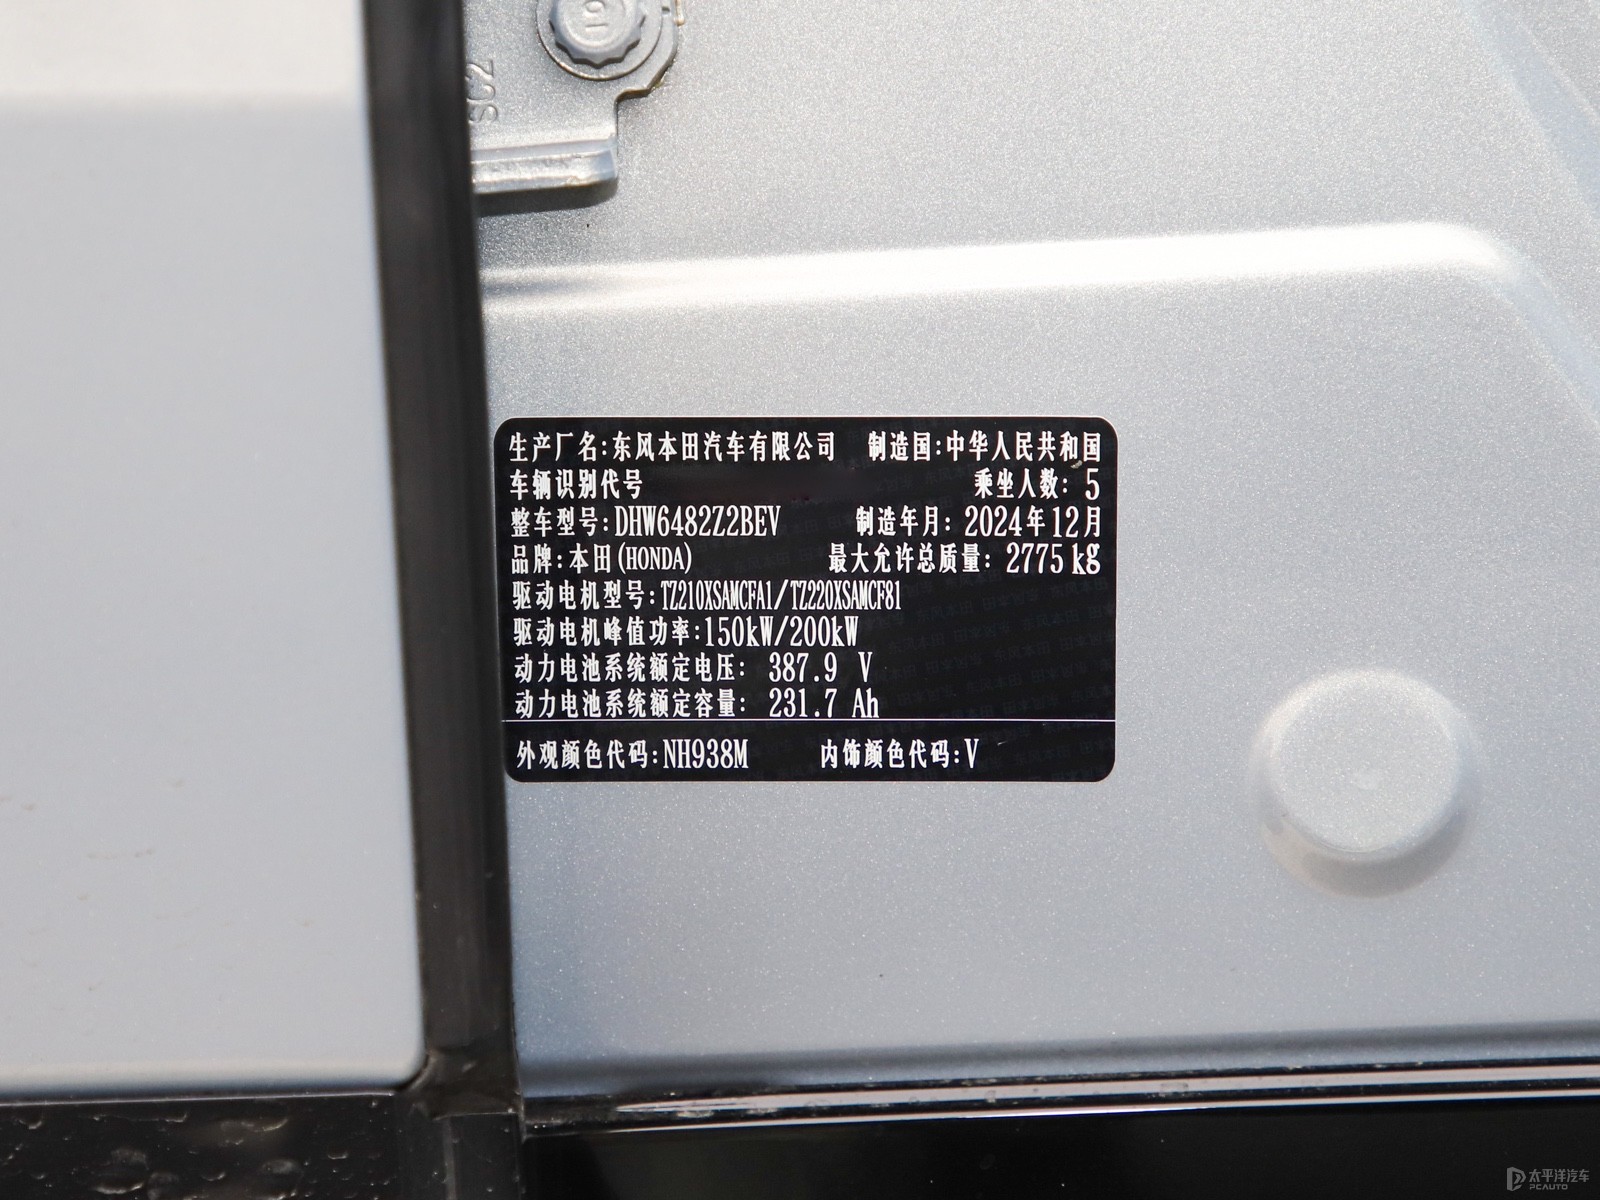 10
SC2
生产厂名:东风本田汽车有限公司 制造国:中华人民共和国
车辆识别代号 乘坐人数: 5
整车型号:DHW6482Z2BEV 制造年月: 2024年12月
品牌:本田(HONDA) 最大允许总质量: 2775 kg
驱动电机型号:TZ210XSAMCFA1/TZ220XSAMCF81
驱动电机峰值功率:150kW/200kW
动力电池系统额定电压: 387.9 V
动力电池系统额定容量: 231.7 Ah
外观颜色代码:NH938M 内饰颜色代码:V
太平洋汽车
PCAUTO